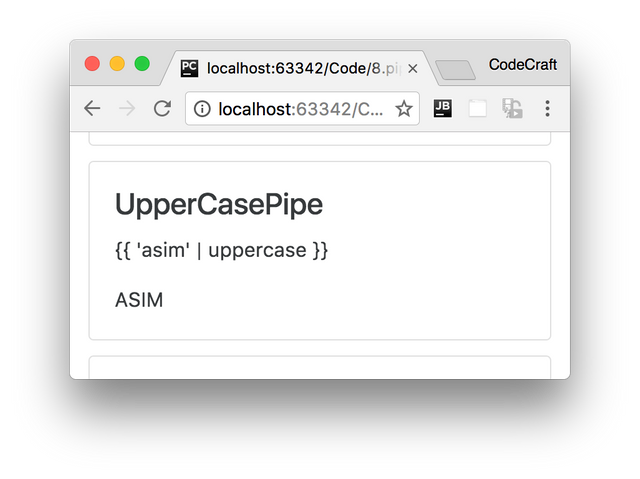 PC localhost:63342/Code/8.pi CodeCraft
localhost:63342/C... JB
UpperCasePipe
{{ 'asim' | uppercase }}
ASIM